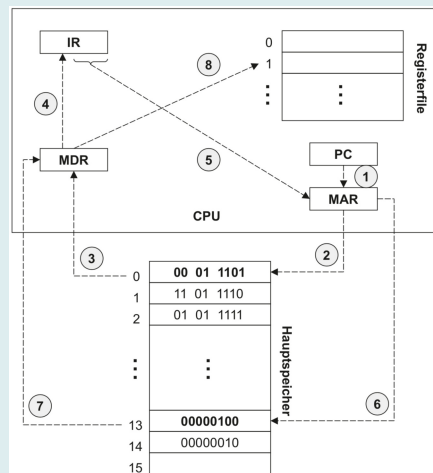 IR
0
1
8
4
Registerfile
5
PC
MDR
1
MAR
CPU
2
3
0 00 01 1101
1 11 01 1110
2 01 01 1111
Hauptspeicher
7
6
13 00000100
14 00000010
15